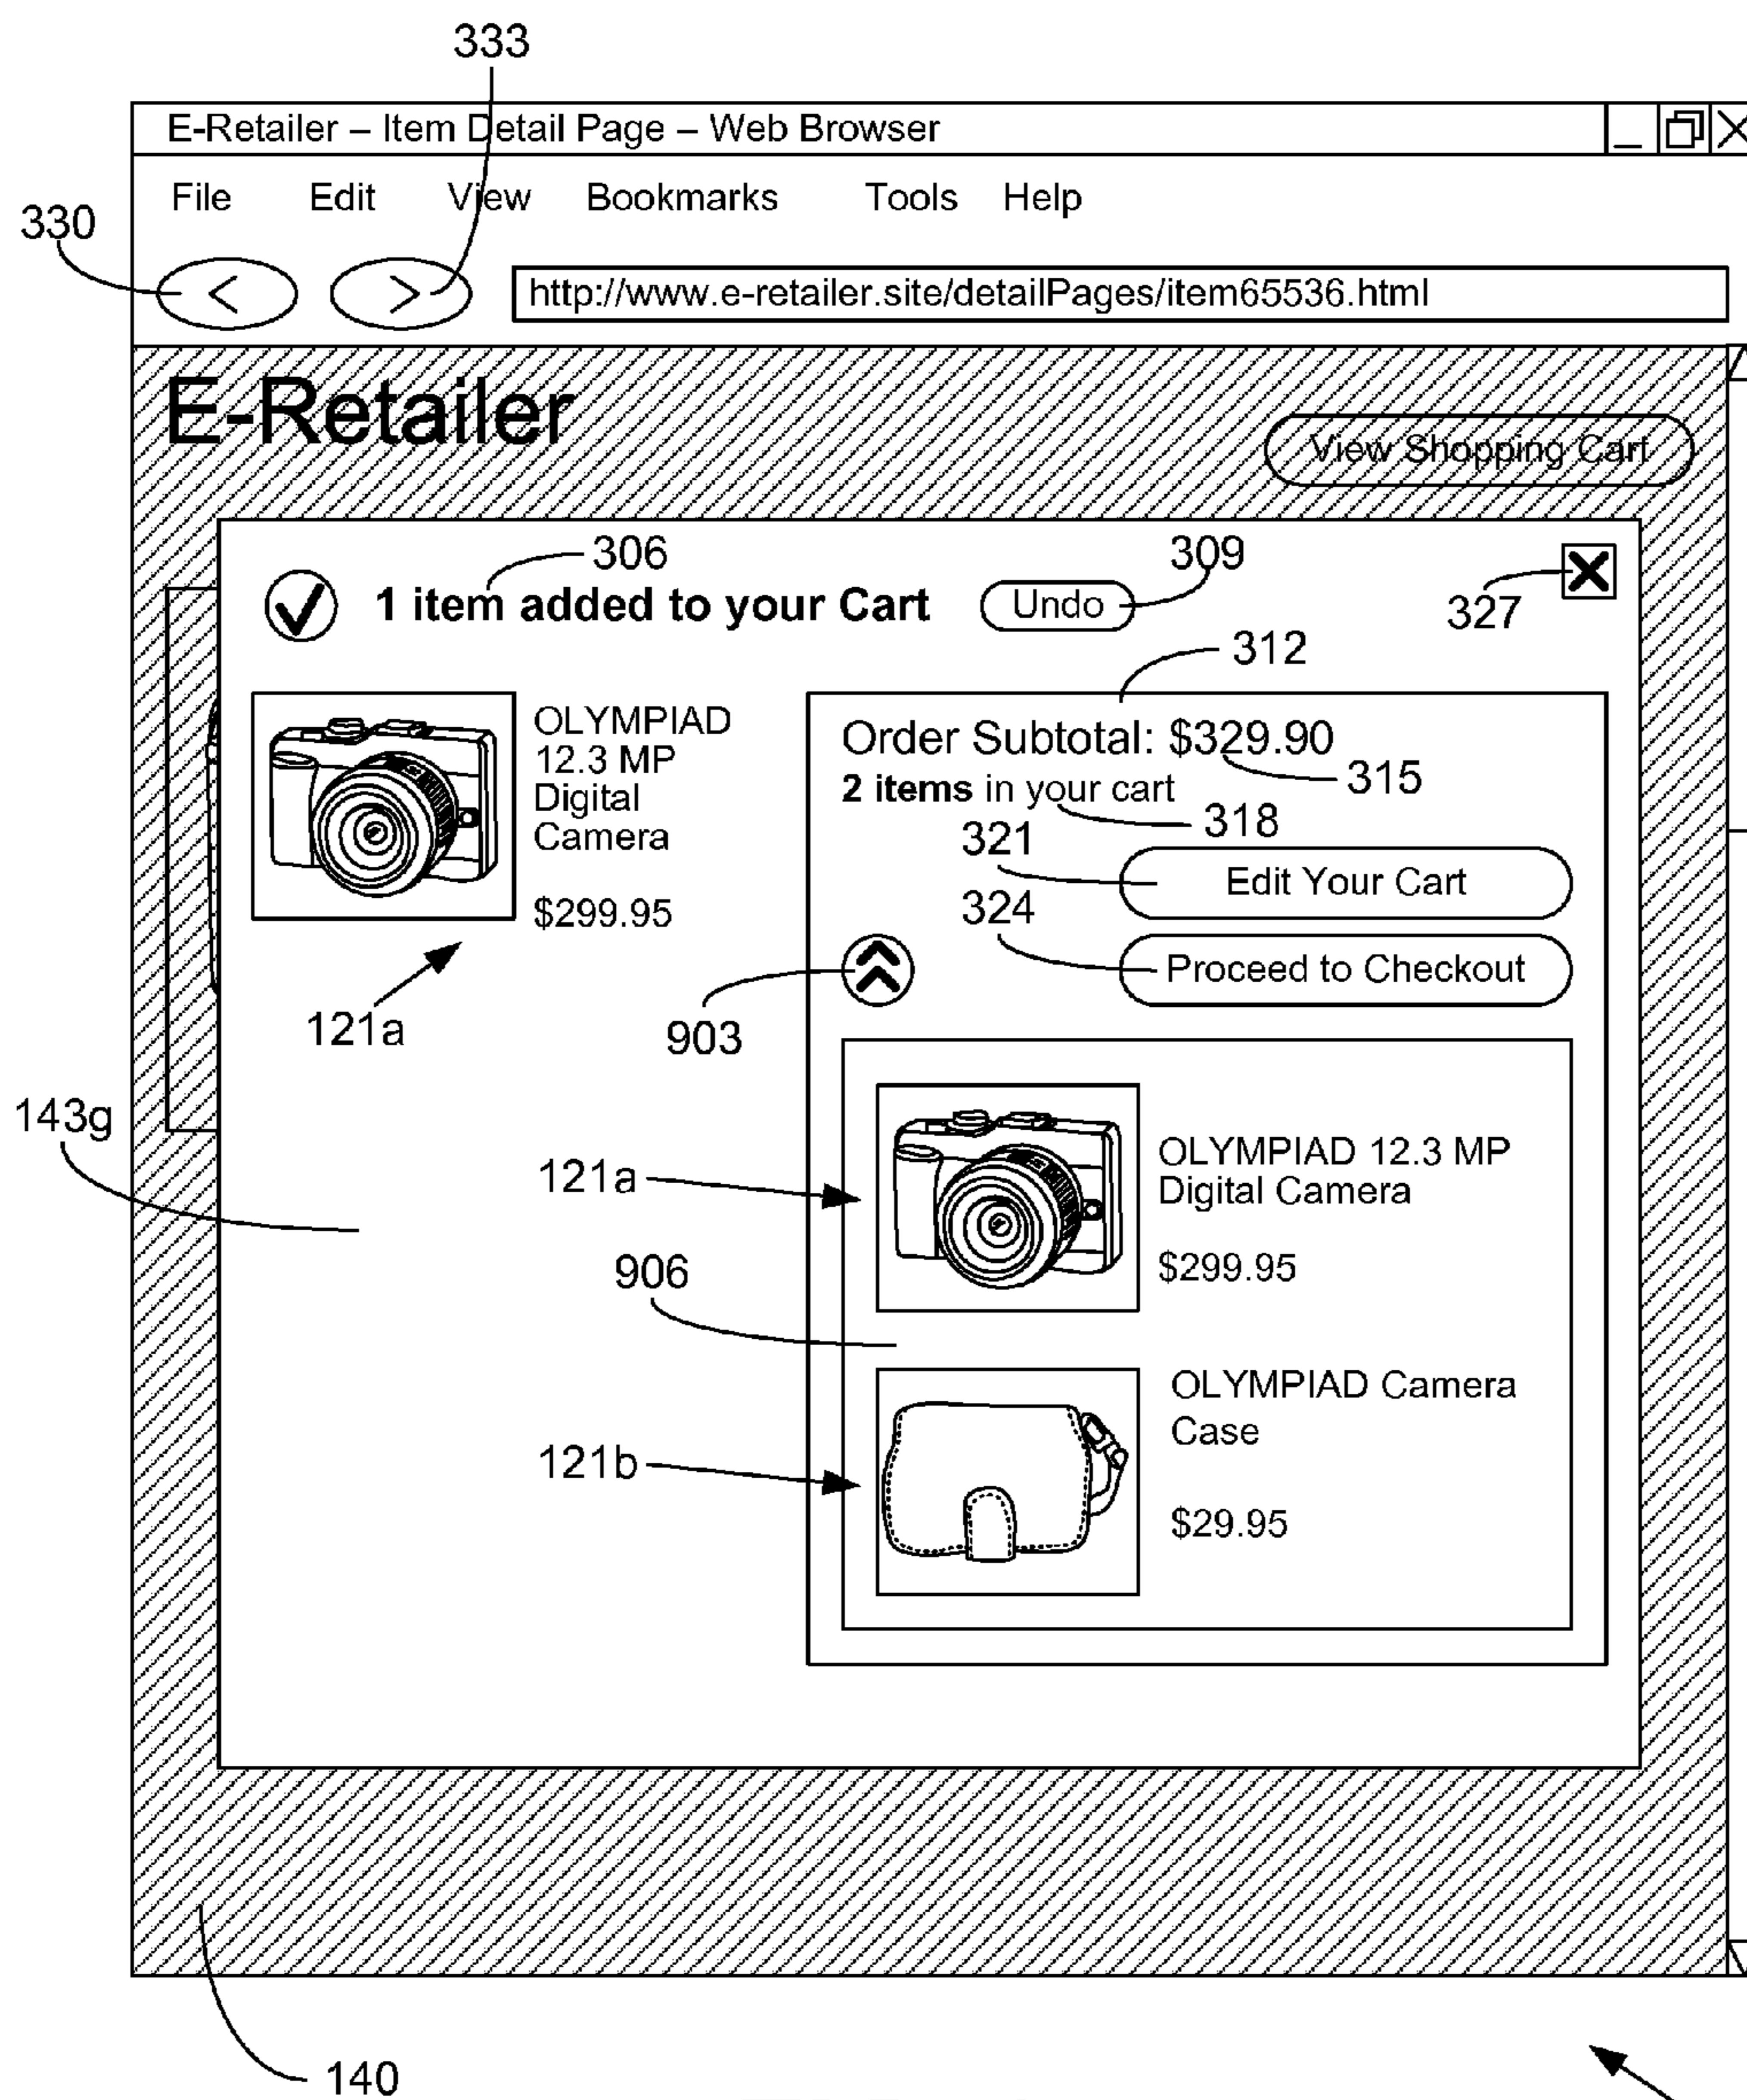 333
E-Retailer – Item Detail Page – Web Browser
File Edit View Bookmarks Tools Help
330
< > http://www.e-retailer.site/detailPages/item65536.html
E-Retailer
View Shopping Cart
306
309
1 item added to your Cart
Undo
327
312
OLYMPIAD
12.3 MP
Digital
Camera
$299.95
121a
Order Subtotal: $329.90
315
2 items in your cart
318
321
Edit Your Cart
324
Proceed to Checkout
903
143g
121a
OLYMPIAD 12.3 MP
Digital Camera
$299.95
906
121b
OLYMPIAD Camera
Case
$29.95
140